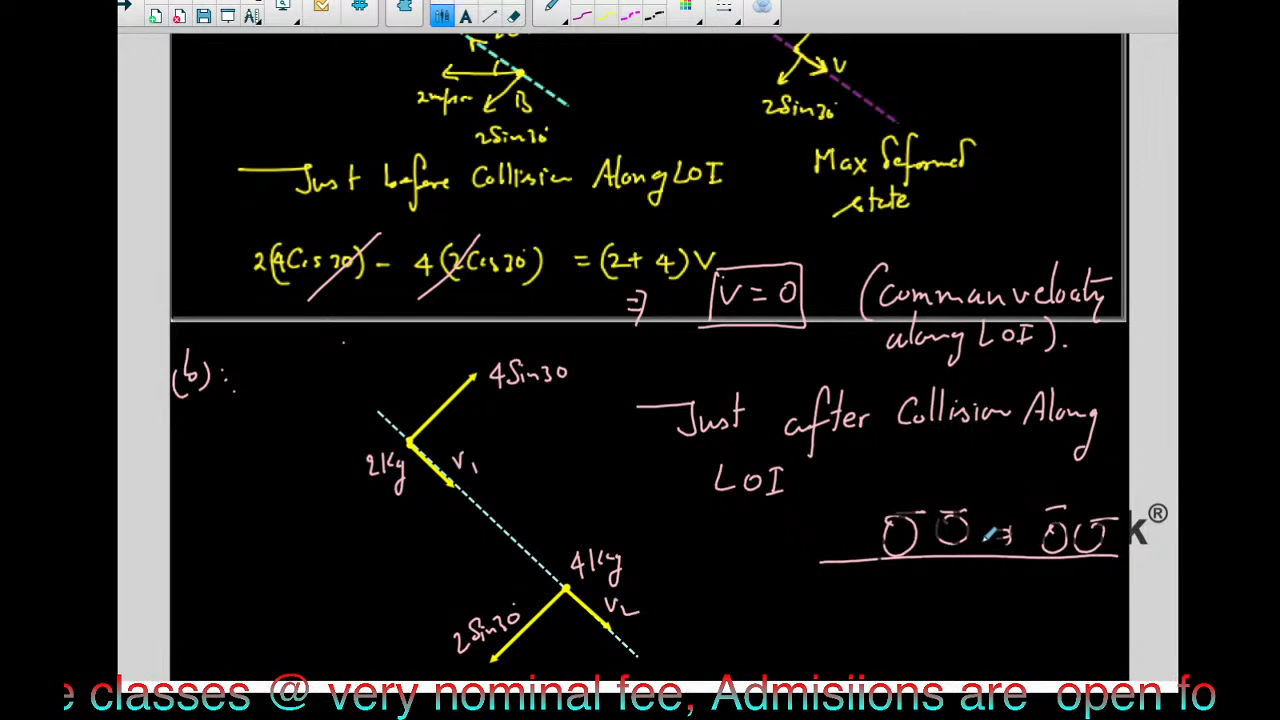 2m/s
B
2Sin30°
V
2Sin30°
Just before Collision Along LOI
Max deformed
state
2(4Cos30) - 4(2Cos30) = (2+4)V
⇒ V = 0 (Comman velocity
along LOI).
(b):
4Sin30
2Kg
V1
Just after Collision Along
LOI
k®
4Kg
V2
2Sin30°
e classes @ very nominal fee, Admisiions are open fo